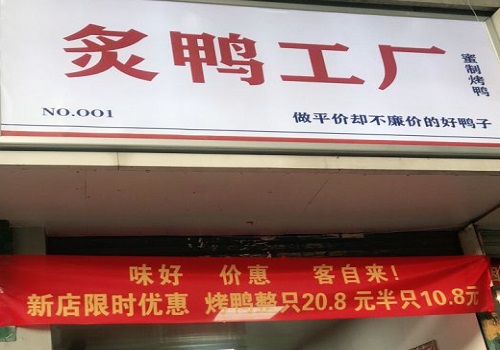 炙鸭工厂
蜜制烤鸭
NO.001
做平价却不廉价的好鸭子
味好 价惠 客自来!
新店限时优惠 烤鸭整只20.8元半只10.8元